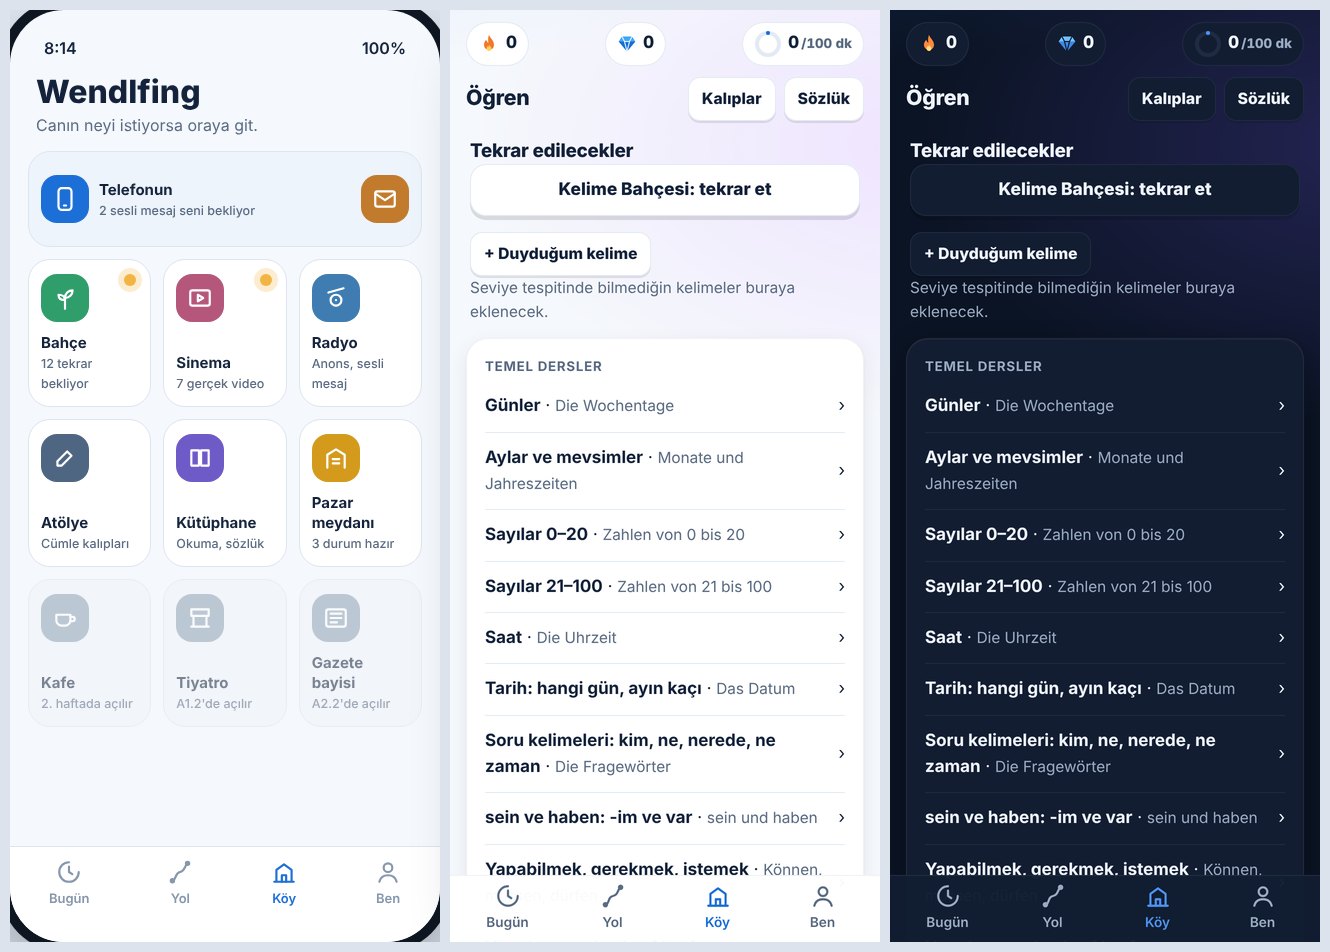 8:14
100%
Wendlfing
Canın neyi istiyorsa oraya git.
Telefonun
2 sesli mesaj seni bekliyor
Bahçe
12 tekrar
bekliyor
Sinema
7 gerçek video
Radyo
Anons, sesli
mesaj
Atölye
Cümle kalıpları
Kütüphane
Okuma, sözlük
Pazar
meydanı
3 durum hazır
Kafe
2. haftada açılır
Tiyatro
A1.2'de açılır
Gazete
bayisi
A2.2'de açılır
Bugün
Yol
Köy
Ben
0
0
0/100 dk
Öğren
Kalıplar
Sözlük
Tekrar edilecekler
Kelime Bahçesi: tekrar et
+ Duyduğum kelime
Seviye tespitinde bilmediğin kelimeler buraya
eklenecek.
TEMEL DERSLER
Günler · Die Wochentage ›
Aylar ve mevsimler · Monate und
Jahreszeiten ›
Sayılar 0–20 · Zahlen von 0 bis 20 ›
Sayılar 21–100 · Zahlen von 21 bis 100 ›
Saat · Die Uhrzeit ›
Tarih: hangi gün, ayın kaçı · Das Datum ›
Soru kelimeleri: kim, ne, nerede, ne
zaman · Die Fragewörter ›
sein ve haben: -im ve var · sein und haben ›
Yapabilmek, gerekmek, istemek · Können,
Bugün
Yol
Köy
Ben
0
0
0/100 dk
Öğren
Kalıplar
Sözlük
Tekrar edilecekler
Kelime Bahçesi: tekrar et
+ Duyduğum kelime
Seviye tespitinde bilmediğin kelimeler buraya
eklenecek.
TEMEL DERSLER
Günler · Die Wochentage ›
Aylar ve mevsimler · Monate und
Jahreszeiten ›
Sayılar 0–20 · Zahlen von 0 bis 20 ›
Sayılar 21–100 · Zahlen von 21 bis 100 ›
Saat · Die Uhrzeit ›
Tarih: hangi gün, ayın kaçı · Das Datum ›
Soru kelimeleri: kim, ne, nerede, ne
zaman · Die Fragewörter ›
sein ve haben: -im ve var · sein und haben ›
Yapabilmek, gerekmek, istemek · Können,
Bugün
Yol
Köy
Ben